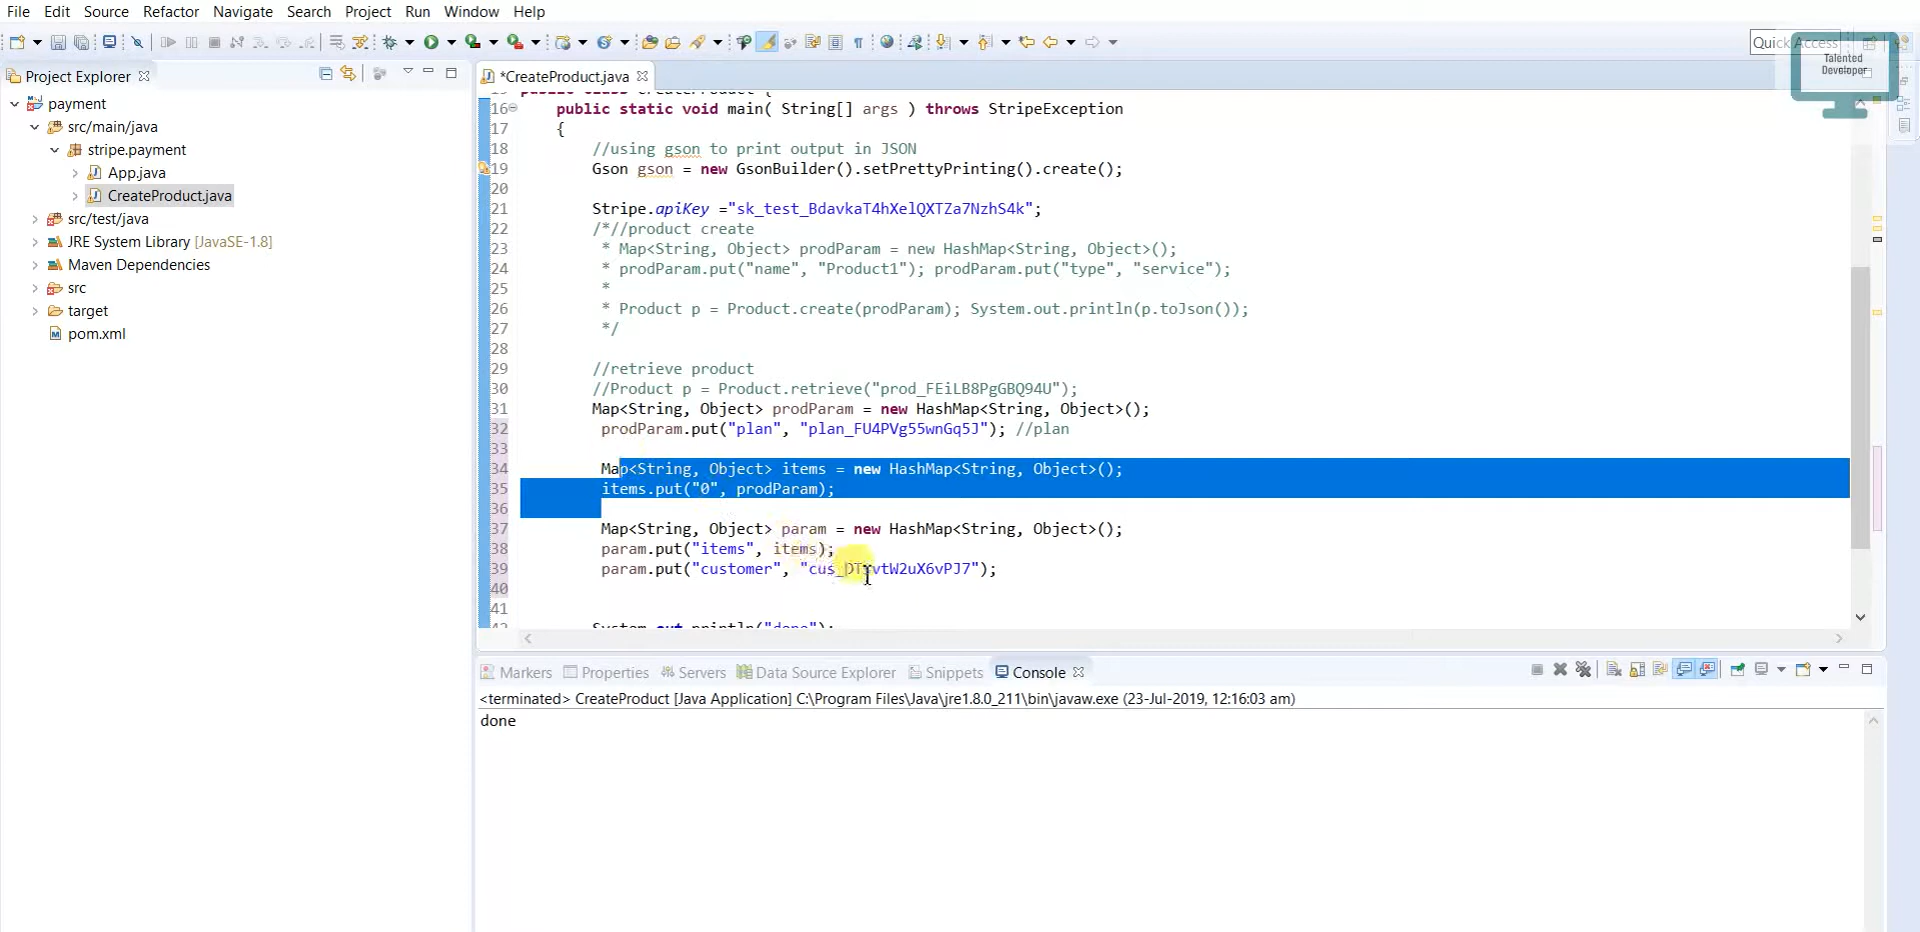 File Edit Source Refactor Navigate Search Project Run Window Help
Quick Access
Talented
Developer
Project Explorer
payment
src/main/java
stripe.payment
App.java
CreateProduct.java
src/test/java
JRE System Library [JavaSE-1.8]
Maven Dependencies
src
target
pom.xml
*CreateProduct.java
16 public static void main( String[] args ) throws StripeException
17 {
18 //using gson to print output in JSON
19 Gson gson = new GsonBuilder().setPrettyPrinting().create();
20
21 Stripe.apiKey ="sk_test_BdavkaT4hXelQXTZa7NzhS4k";
22 /*//product create
23 * Map<String, Object> prodParam = new HashMap<String, Object>();
24 * prodParam.put("name", "Product1"); prodParam.put("type", "service");
25 *
26 * Product p = Product.create(prodParam); System.out.println(p.toJson());
27 */
28
29 //retrieve product
30 //Product p = Product.retrieve("prod_FEiLB8PgGBQ94U");
31 Map<String, Object> prodParam = new HashMap<String, Object>();
32 prodParam.put("plan", "plan_FU4PVg55wnGq5J"); //plan
33
34 Map<String, Object> items = new HashMap<String, Object>();
35 items.put("0", prodParam);
36
37 Map<String, Object> param = new HashMap<String, Object>();
38 param.put("items", items);
39 param.put("customer",
40
41
System.out.println("done");
Markers Properties Servers Data Source Explorer Snippets Console
<terminated> CreateProduct [Java Application] C:\Program Files\Java\jre1.8.0_211\bin\javaw.exe (23-Jul-2019, 12:16:03 am)
done